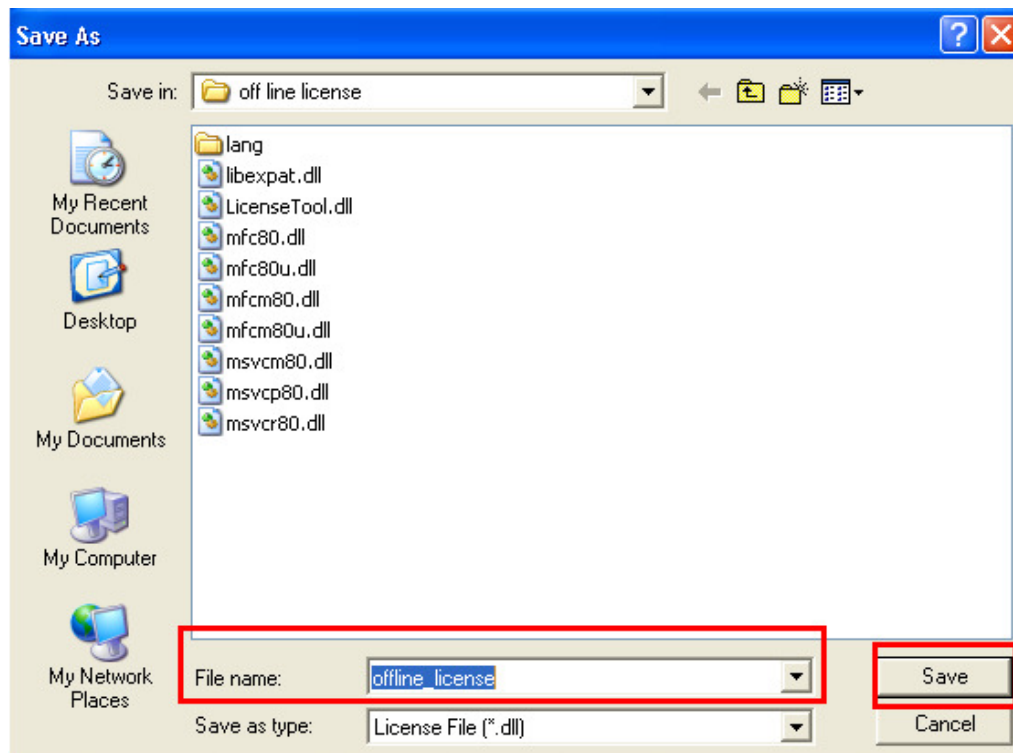 Save As
Save in: off line license
lang
libexpat.dll
LicenseTool.dll
mfc80.dll
mfc80u.dll
mfcm80.dll
mfcm80u.dll
msvcm80.dll
msvcp80.dll
msvcr80.dll
My Recent
Documents
Desktop
My Documents
My Computer
My Network
Places
File name: offline_license Save
Save as type: License File (*.dll) Cancel